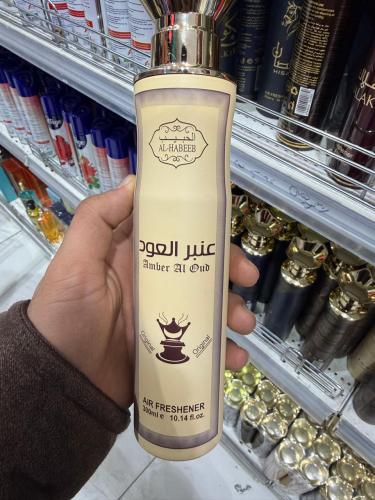 الحبيب
AL-HABEEB
عنبر العود
Amber Al Oud
Original
Original
AIR FRESHENER
300ml e 10.14 fl.oz.